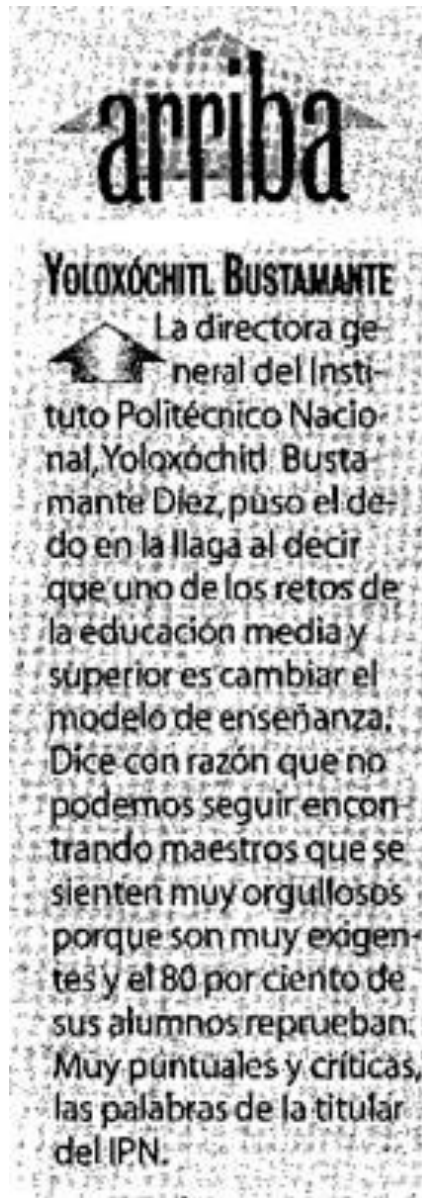 arriba
YOLOXÓCHITL BUSTAMANTE
La directora ge-
neral del Insti-
tuto Politécnico Nacio-
nal, Yoloxóchitl Busta-
mante Díez, puso el de-
do en la llaga al decir
que uno de los retos de
la educación media y
superior es cambiar el
modelo de enseñanza.
Dice con razón que no
podemos seguir encon-
trando maestros que se
sienten muy orgullosos
porque son muy exigen-
tes y el 80 por ciento de
sus alumnos reprueban.
Muy puntuales y críticas,
las palabras de la titular
del IPN.